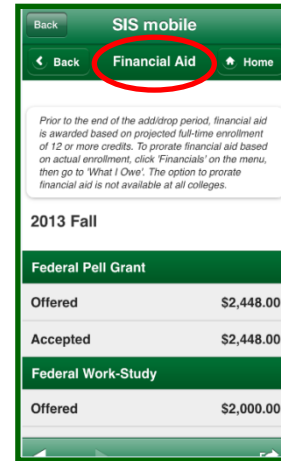 Back SIS mobile
Back Financial Aid Home
Prior to the end of the add/drop period, financial aid
is awarded based on projected full-time enrollment
of 12 or more credits. To prorate financial aid based
on actual enrollment, click 'Financials' on the menu,
then go to 'What I Owe'. The option to
prorate
financial aid is not available at all colleges.
2013 Fall
Federal Pell Grant
Offered $2,448.00
Accepted $2,448.00
Federal Work-Study
Offered $2,000.00